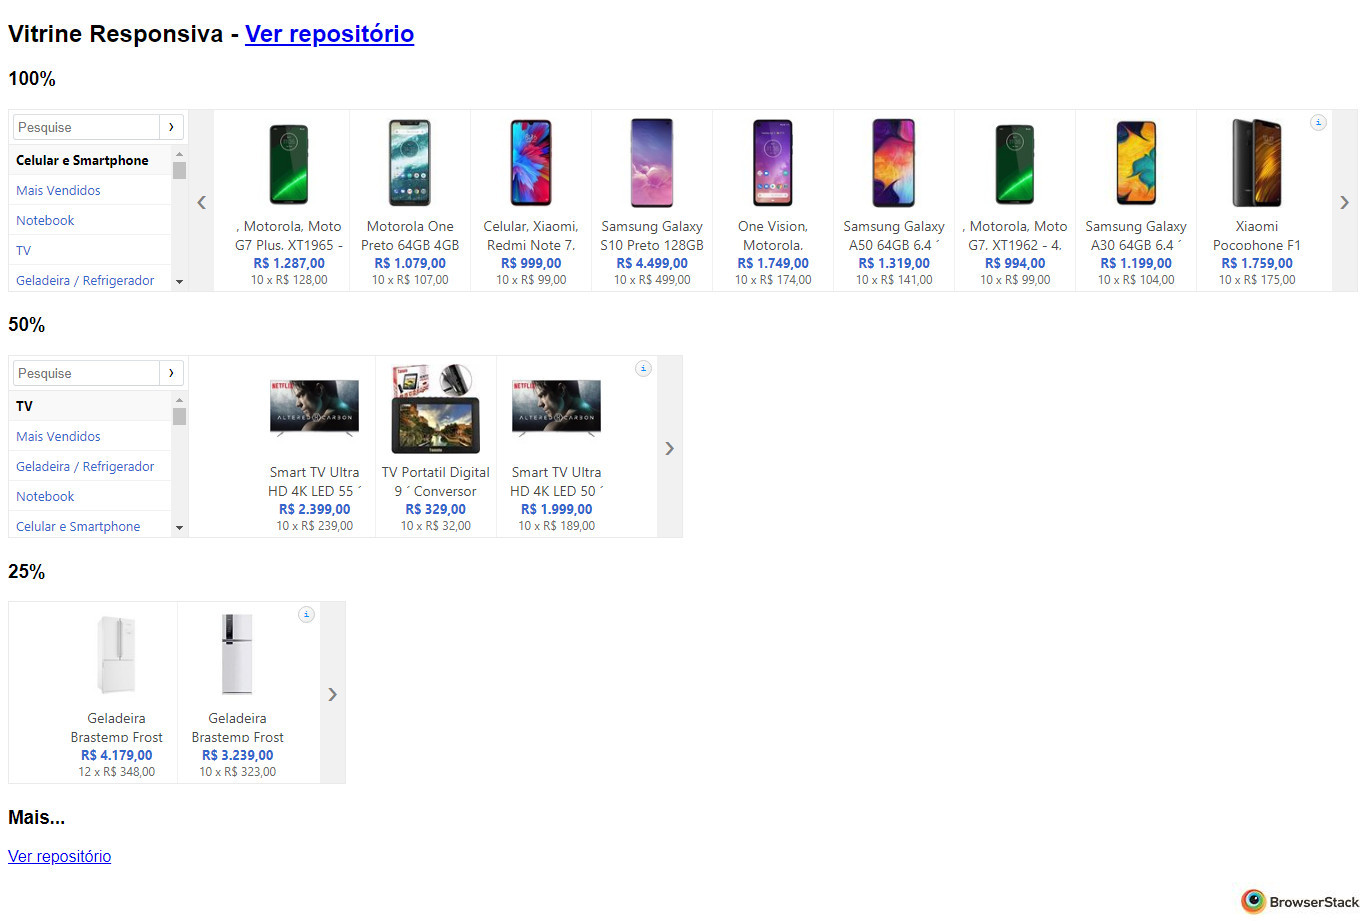 Vitrine Responsiva - Ver repositório
100%
Pesquise
Celular e Smartphone
Mais Vendidos
Notebook
TV
Geladeira / Refrigerador
, Motorola, Moto
G7 Plus. XT1965 -
R$ 1.287,00
10 x R$ 128,00
Motorola One
Preto 64GB 4GB
R$ 1.079,00
10 x R$ 107,00
Celular, Xiaomi,
Redmi Note 7.
R$ 999,00
10 x R$ 99,00
Samsung Galaxy
S10 Preto 128GB
R$ 4.499,00
10 x R$ 499,00
One Vision,
Motorola.
R$ 1.749,00
10 x R$ 174,00
Samsung Galaxy
A50 64GB 6.4 ´
R$ 1.319,00
10 x R$ 141,00
, Motorola, Moto
G7. XT1962 - 4.
R$ 994,00
10 x R$ 99,00
Samsung Galaxy
A30 64GB 6.4 ´
R$ 1.199,00
10 x R$ 104,00
Xiaomi
Pocophone F1
R$ 1.759,00
10 x R$ 175,00
50%
Pesquise
TV
Mais Vendidos
Geladeira / Refrigerador
Notebook
Celular e Smartphone
NETFLIX
ALTERED CARBON
Smart TV Ultra
HD 4K LED 55 ´
R$ 2.399,00
10 x R$ 239,00
TV Portatil Digital
9 ´ Conversor
R$ 329,00
10 x R$ 32,00
NETFLIX
ALTERED CARBON
Smart TV Ultra
HD 4K LED 50 ´
R$ 1.999,00
10 x R$ 189,00
25%
Geladeira
Brastemp Frost
R$ 4.179,00
12 x R$ 348,00
Geladeira
Brastemp Frost
R$ 3.239,00
10 x R$ 323,00
Mais...
Ver repositório
BrowserStack